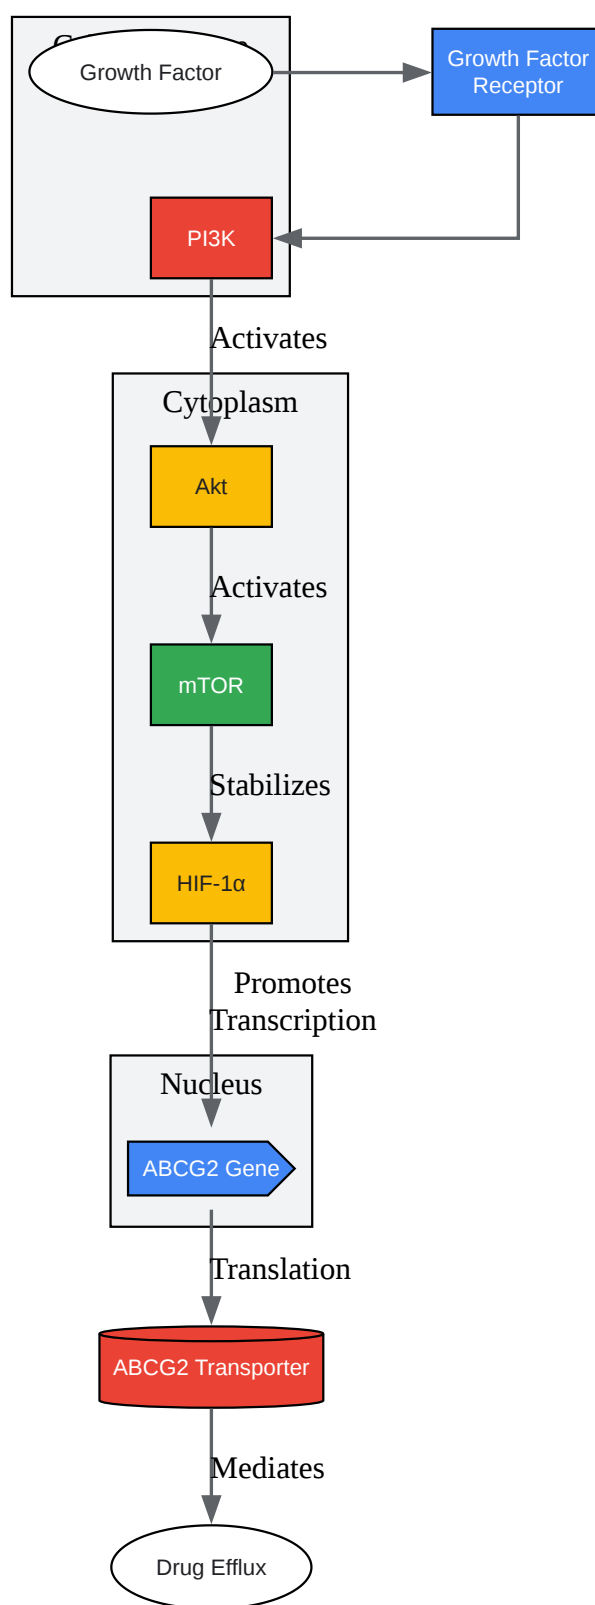 Growth Factor
Growth Factor
Receptor
PI3K
Activates
Cytoplasm
Akt
Activates
mTOR
Stabilizes
HIF-1α
Promotes
Transcription
Nucleus
ABCG2 Gene
Translation
ABCG2 Transporter
Mediates
Drug Efflux